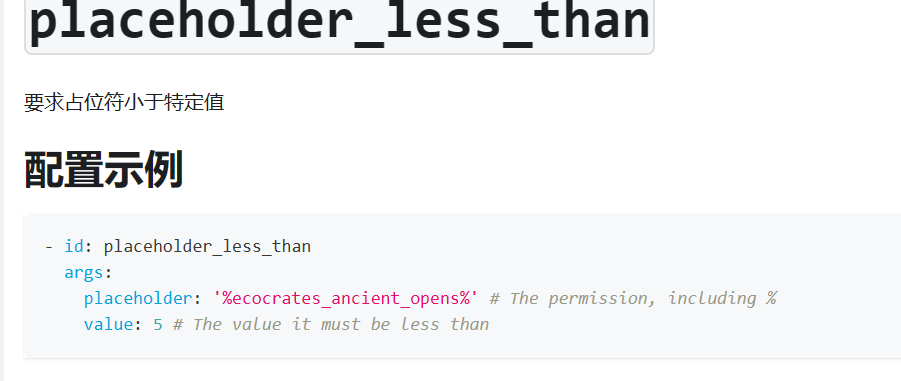 placeholder_less_than
要求占位符小于特定值
配置示例
- id: placeholder_less_than
  args:
    placeholder: '%ecocrates_ancient_opens%' # The permission, including %
    value: 5 # The value it must be less than